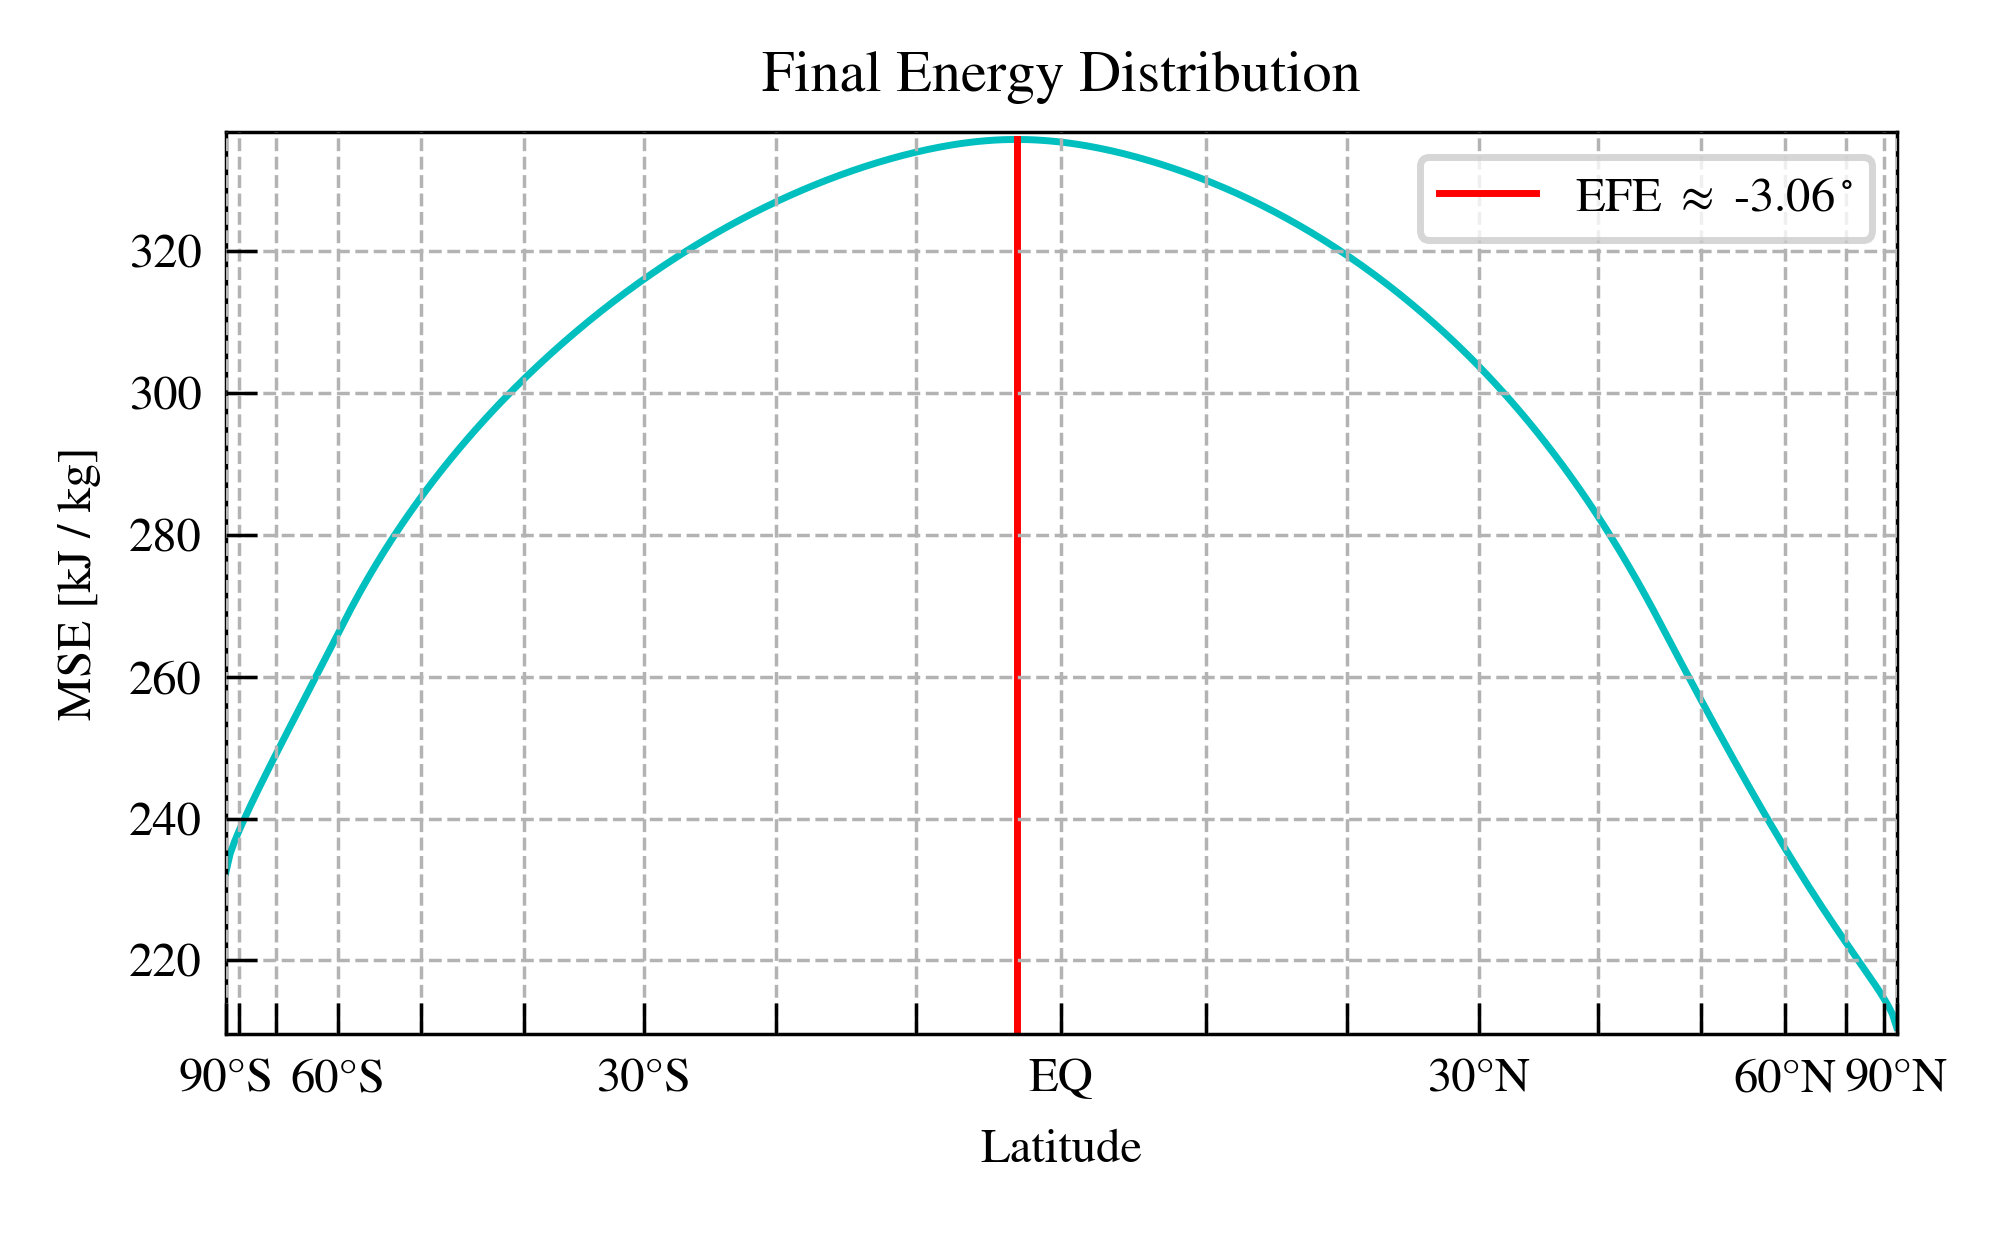 Final Energy Distribution
EFE ≈ -3.06°
320
300
280
260
240
220
MSE [kJ / kg]
90°S 60°S 30°S EQ 30°N 60°N 90°N
Latitude